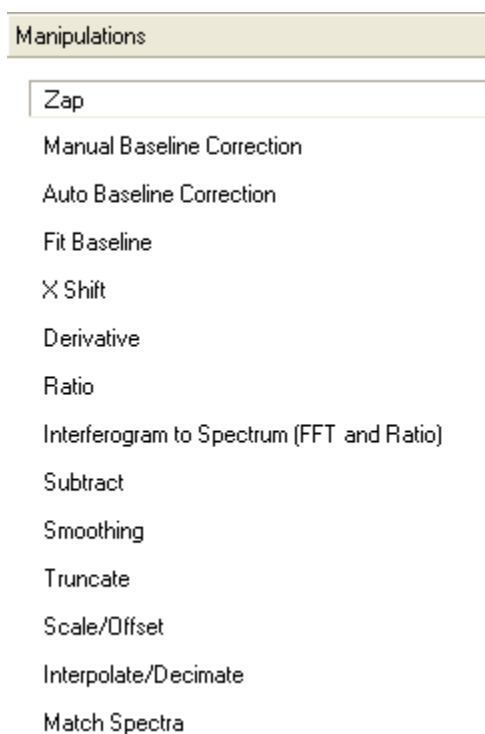 Manipulations
Zap
Manual Baseline Correction
Auto Baseline Correction
Fit Baseline
X Shift
Derivative
Ratio
Interferogram to Spectrum (FFT and Ratio)
Subtract
Smoothing
Truncate
Scale/Offset
Interpolate/Decimate
Match Spectra